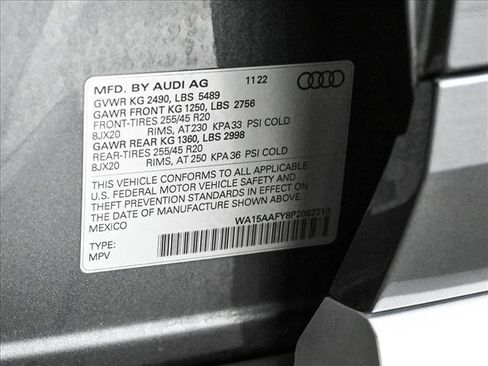 MFD. BY AUDI AG 11 22
GVWR KG 2490, LBS 5489
GAWR FRONT KG 1250, LBS 2756
FRONT-TIRES 255/45 R20
8JX20 RIMS, AT 230 KPA 33 PSI COLD
GAWR REAR KG 1360, LBS 2998
REAR-TIRES 255/45 R20
8JX20 RIMS, AT 250 KPA 36 PSI COLD
THIS VEHICLE CONFORMS TO ALL APPLICABLE
U.S. FEDERAL MOTOR VEHICLE SAFETY AND
THEFT PREVENTION STANDARDS IN EFFECT ON
THE DATE OF MANUFACTURE SHOWN ABOVE.
MEXICO
WA15AAFY8P2062213
TYPE:
MPV